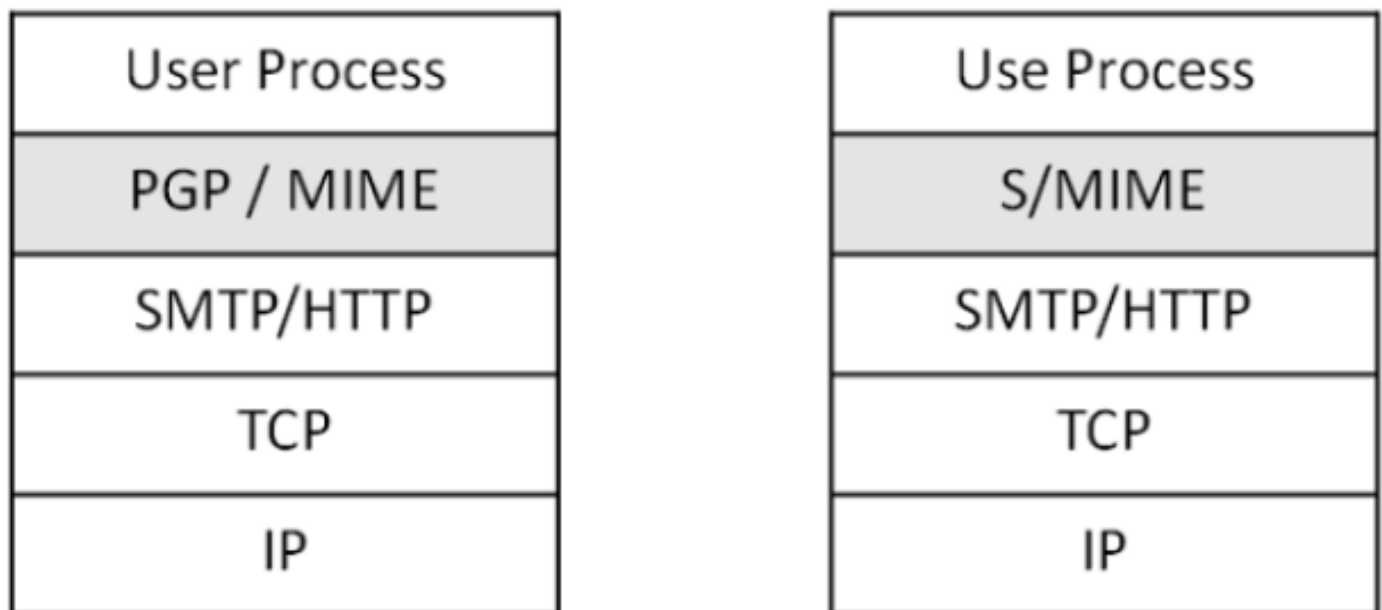 User Process
PGP / MIME
SMTP/HTTP
TCP
IP
Use Process
S/MIME
SMTP/HTTP
TCP
IP